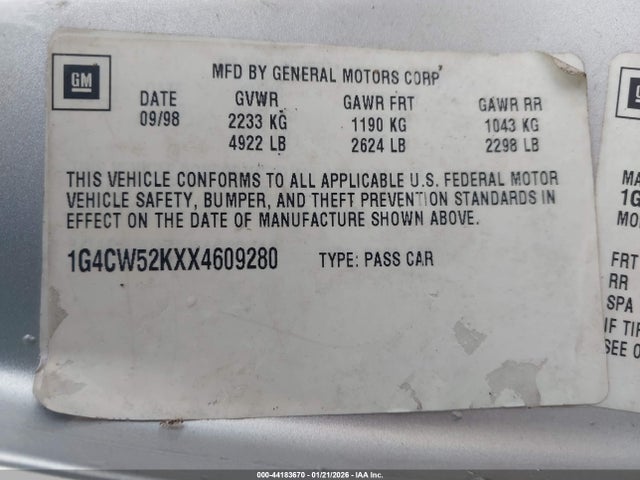 GM
MFD BY GENERAL MOTORS CORP
DATE GVWR GAWR FRT GAWR RR
09/98 2233 KG 1190 KG 1043 KG
4922 LB 2624 LB 2298 LB
THIS VEHICLE CONFORMS TO ALL APPLICABLE U.S. FEDERAL MOTOR
VEHICLE SAFETY, BUMPER, AND THEFT PREVENTION STANDARDS IN
EFFECT ON THE DATE OF MANUFACTURE SHOWN ABOVE.
1G4CW52KXX4609280 TYPE: PASS CAR
MA
1G
MO
FRT
RR
SPA
IF TIR
SEE O
000-44183670 - 01/21/2026 - IAA Inc.